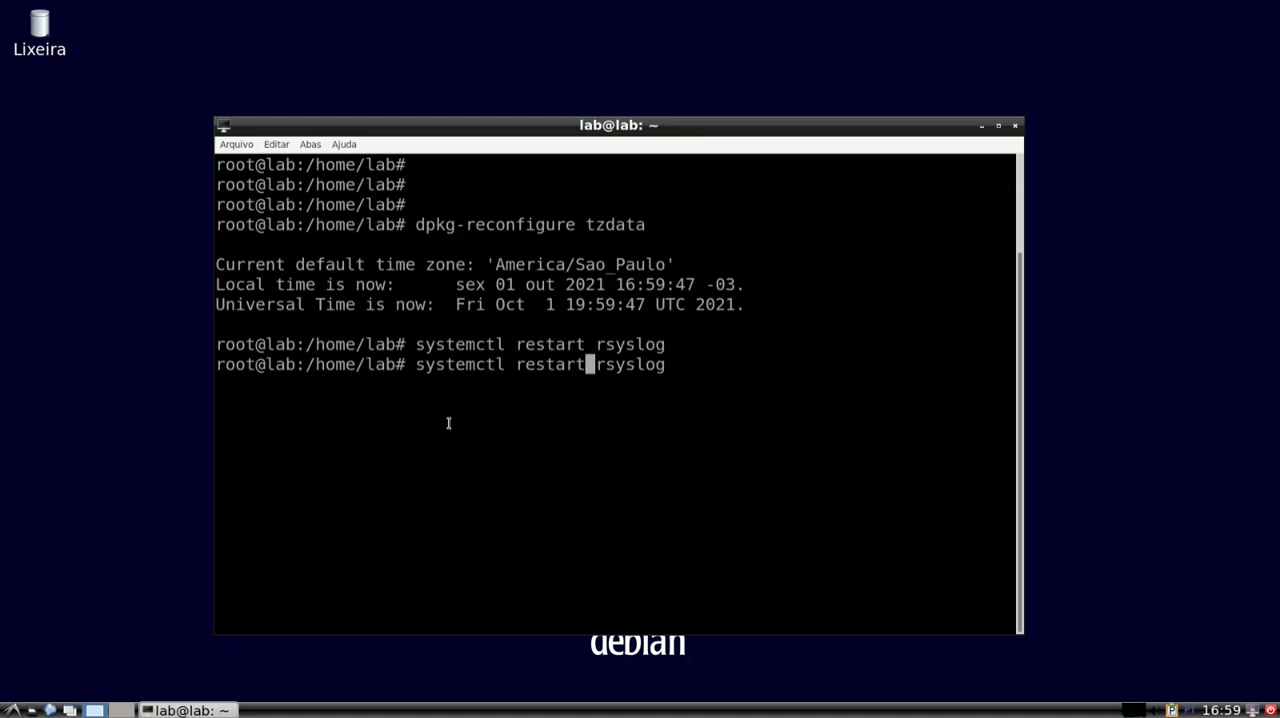 Lixeira
lab@lab: ~
Arquivo Editar Abas Ajuda
root@lab:/home/lab#
root@lab:/home/lab#
root@lab:/home/lab#
root@lab:/home/lab# dpkg-reconfigure tzdata
Current default time zone: 'America/Sao_Paulo'
Local time is now:      sex 01 out 2021 16:59:47 -03.
Universal Time is now:  Fri Oct  1 19:59:47 UTC 2021.
root@lab:/home/lab# systemctl restart rsyslog
root@lab:/home/lab# systemctl restart rsyslog
debian
lab@lab: ~
PT 16:59